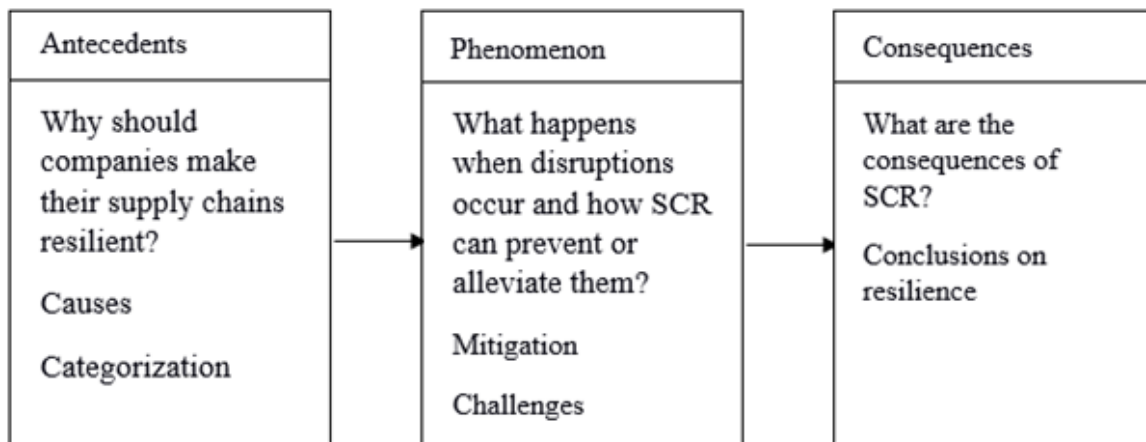 Antecedents
Why should
companies make
their supply chains
resilient?
Causes
Categorization
Phenomenon
What happens
when disruptions
occur and how SCR
can prevent or
alleviate them?
Mitigation
Challenges
Consequences
What are the
consequences of
SCR?
Conclusions on
resilience